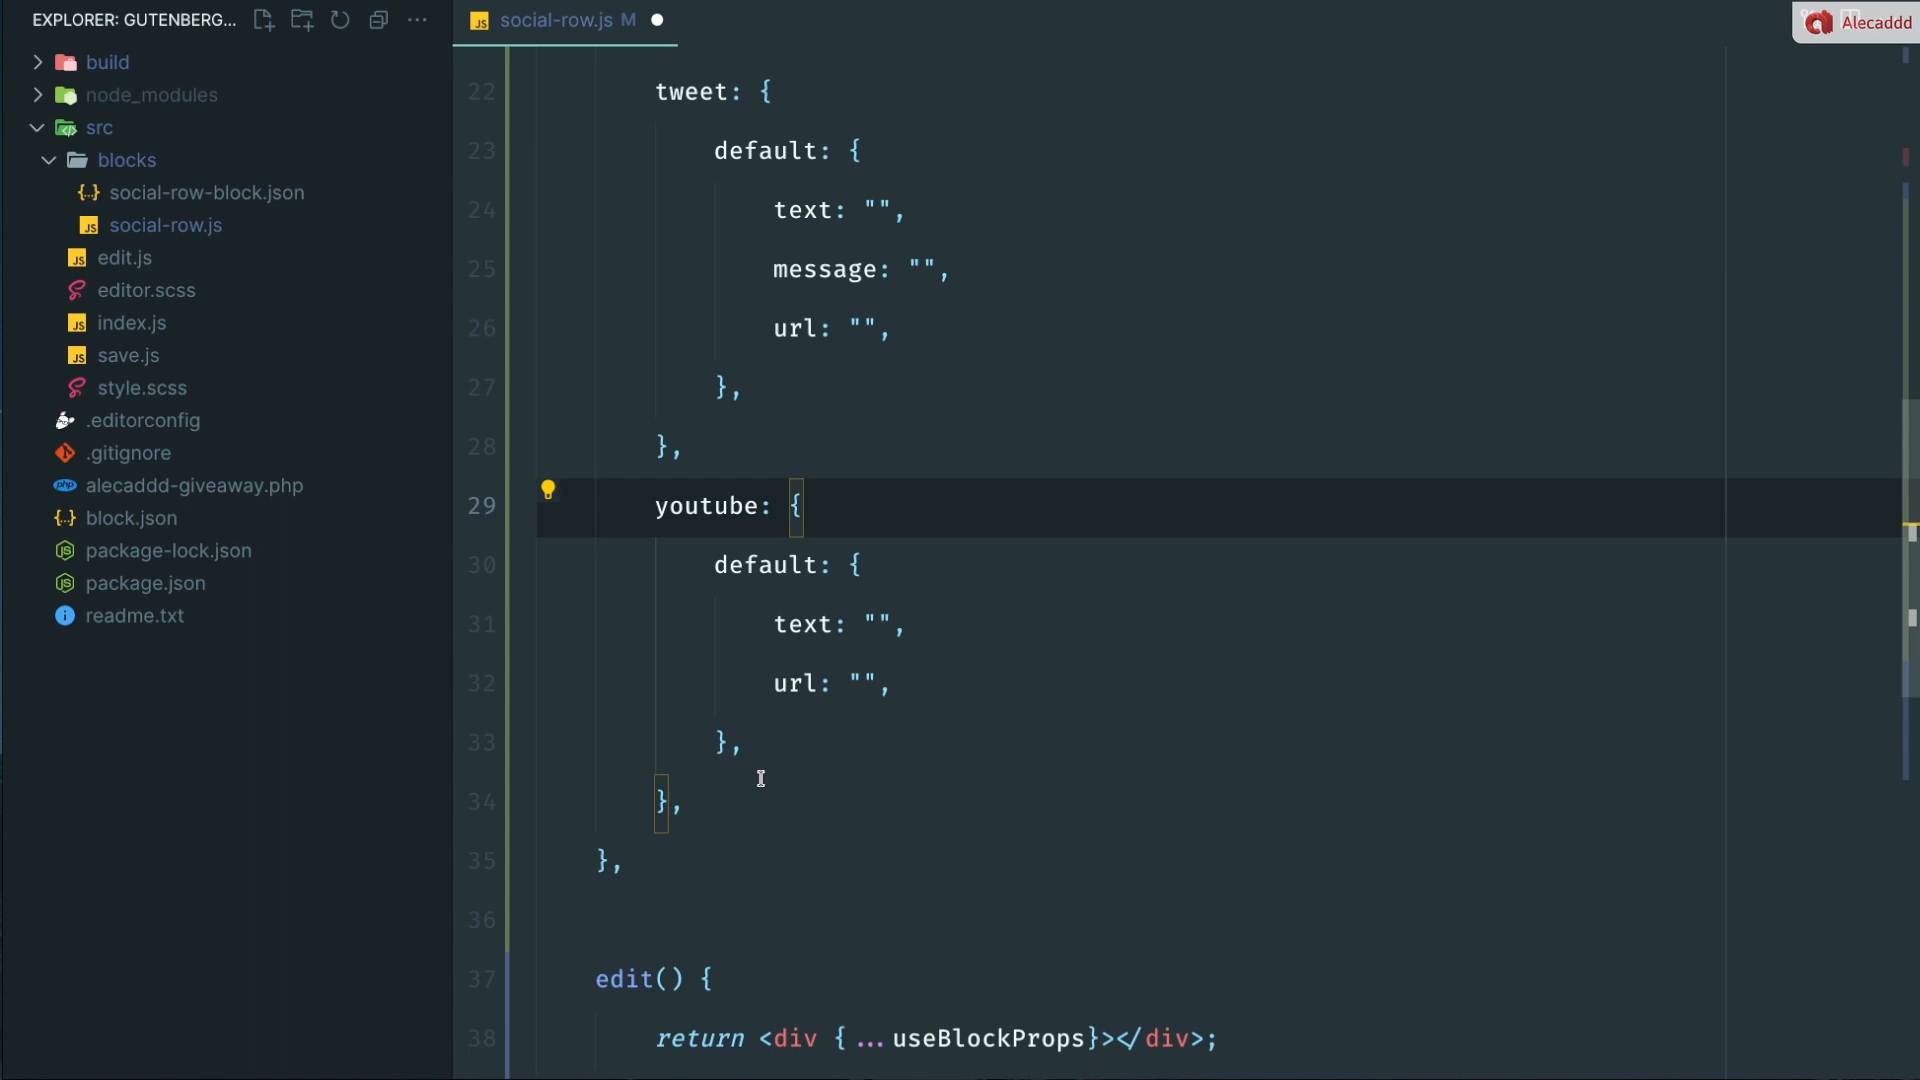 EXPLORER: GUTENBERG...
build
node_modules
src
blocks
social-row-block.json
social-row.js
edit.js
editor.scss
index.js
save.js
style.scss
.editorconfig
.gitignore
alecaddd-giveaway.php
block.json
package-lock.json
package.json
readme.txt
social-row.js M
Alecaddd
22 tweet: {
23 default: {
24 text: "",
25 message: "",
26 url: "",
27 },
28 },
29 youtube: {
30 default: {
31 text: "",
32 url: "",
33 },
34 },
35 },
36
37 edit() {
38 return <div {...useBlockProps}></div>;